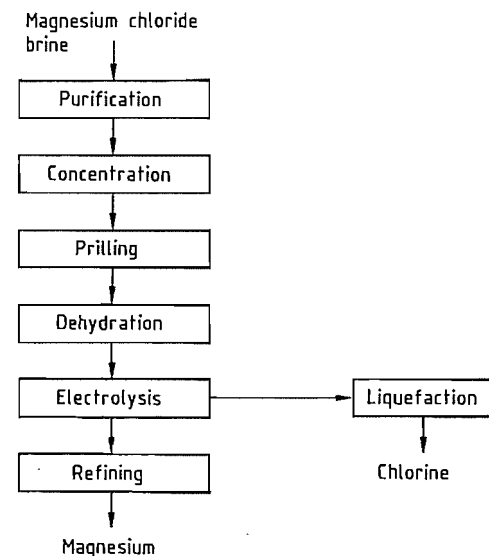 Magnesium chloride
brine
Purification
Concentration
Prilling
Dehydration
Electrolysis
Liquefaction
Refining
Chlorine
Magnesium